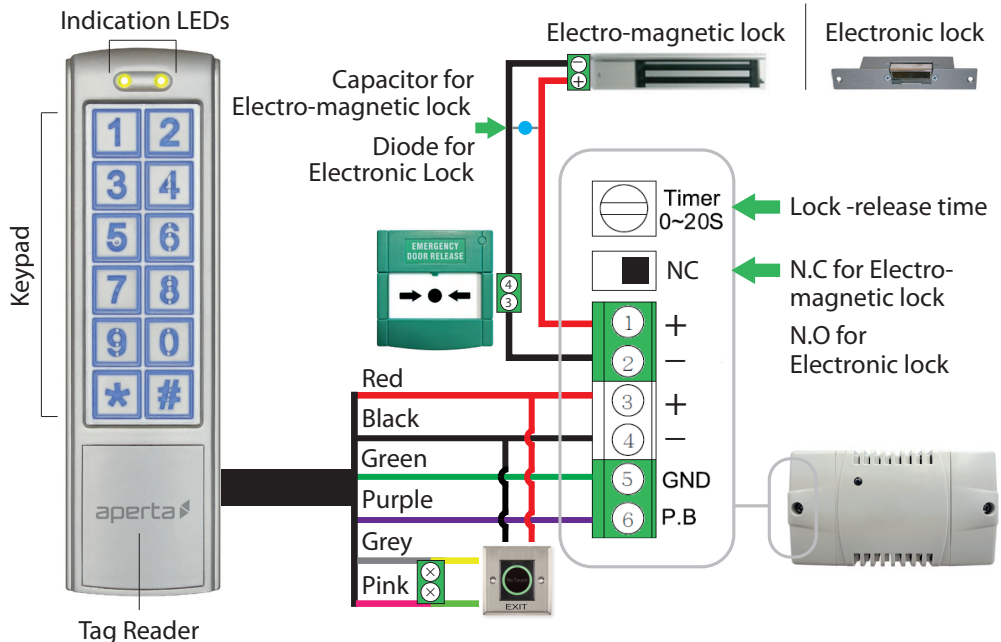 Indication LEDs
Electro-magnetic lock
Electronic lock
Capacitor for
Electro-magnetic lock
Diode for
Electronic Lock
−
+
Keypad
1 2
3 4
5 6
7 8
9 0
* #
aperta
Tag Reader
EMERGENCY
DOOR RELEASE
4
3
Timer
0~20S
Lock -release time
NC
N.C for Electro-
magnetic lock
N.O for
Electronic lock
1 +
2 −
3 +
4 −
5 GND
6 P.B
Red
Black
Green
Purple
Grey
Pink
No Touch
EXIT